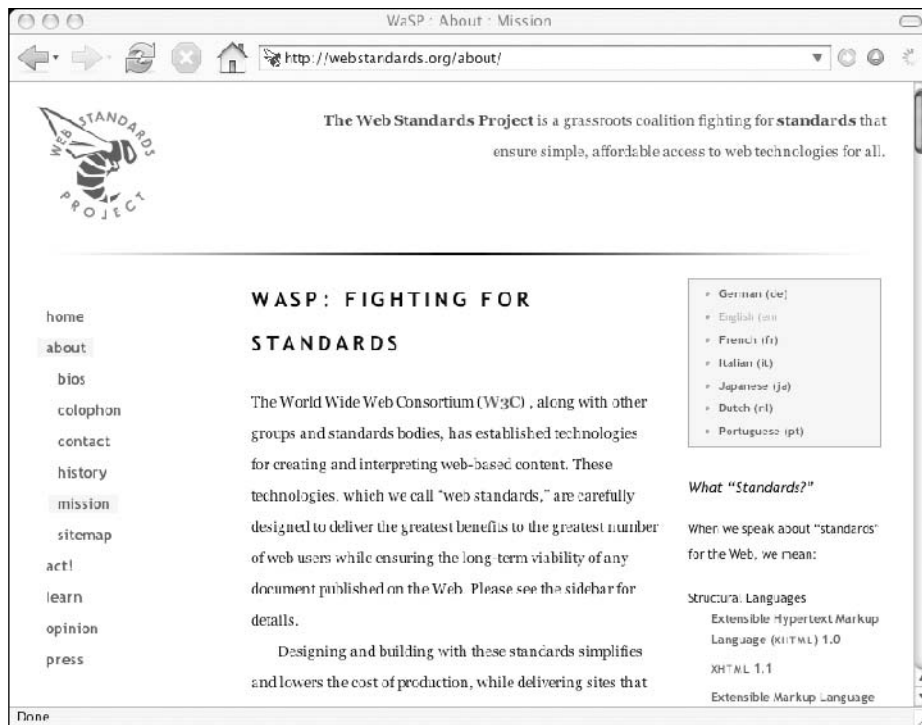 WaSP : About : Mission
http://webstandards.org/about/
WEB STANDARDS PROJECT
The Web Standards Project is a grassroots coalition fighting for standards that
ensure simple, affordable access to web technologies for all.
home
about
bios
colophon
contact
history
mission
sitemap
act!
learn
opinion
press
WASP: FIGHTING FOR
STANDARDS
The World Wide Web Consortium (W3C) , along with other
groups and standards bodies, has established technologies
for creating and interpreting web-based content. These
technologies, which we call “web standards,” are carefully
designed to deliver the greatest benefits to the greatest number
of web users while ensuring the long-term viability of any
document published on the Web. Please see the sidebar for
details.
Designing and building with these standards simplifies
and lowers the cost of production, while delivering sites that
German (de)
English (en)
French (fr)
Italian (it)
Japanese (ja)
Dutch (nl)
Portuguese (pt)
What “Standards?”
When we speak about “standards”
for the Web, we mean:
Structural Languages
Extensible Hypertext Markup
Language (XHTML) 1.0
XHTML 1.1
Extensible Markup Language
Done